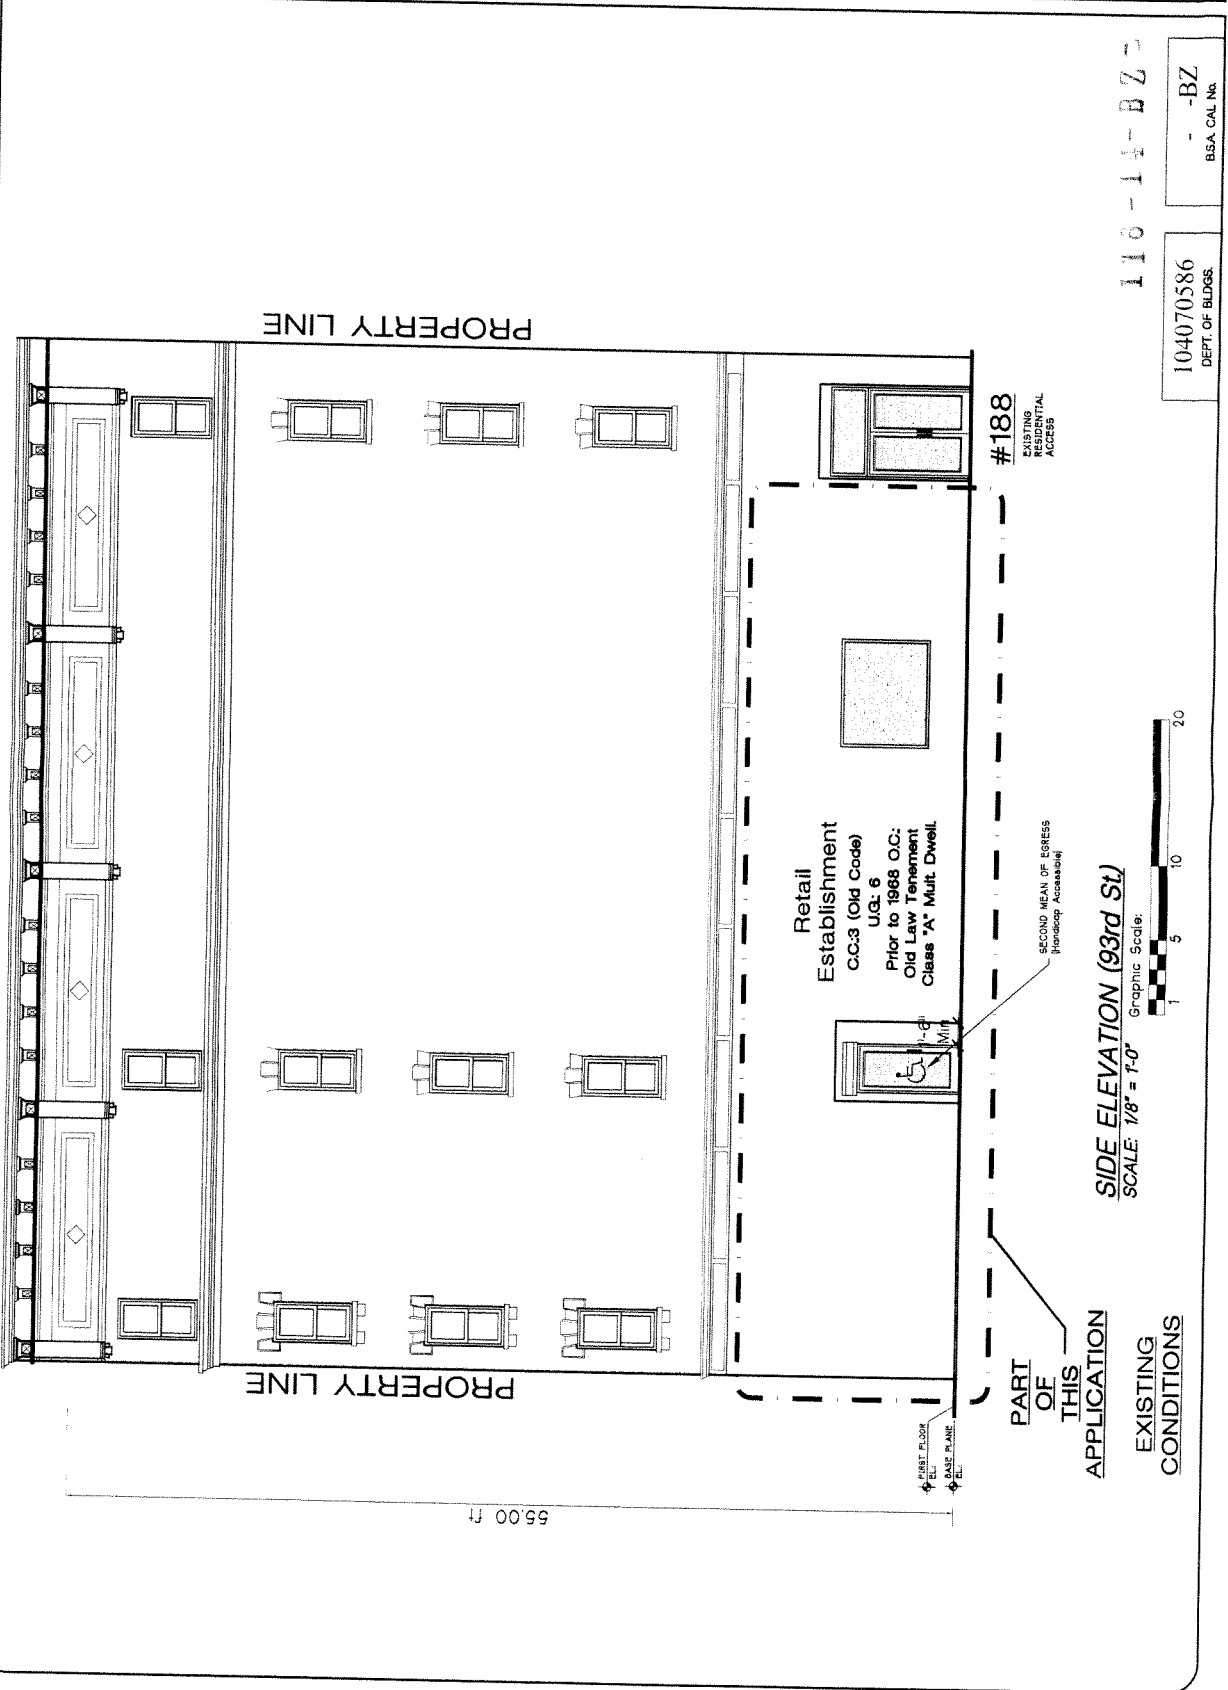 PROPERTY LINE
PROPERTY LINE
55.00 ft
FIRST FLOOR
EL.:
BASE PLANE
EL.:
Retail
Establishment
C.C.:3 (Old Code)
U.G.: 6
Prior to 1968 O.C.:
Old Law Tenement
Class "A" Mult. Dwell.
1'-6"
Min.
#188
EXISTING
RESIDENTIAL
ACCESS
SECOND MEAN OF EGRESS
(Handicap Accessible)
PART
OF
THIS
APPLICATION
EXISTING
CONDITIONS
SIDE ELEVATION (93rd St.)
SCALE: 1/8" = 1'-0"
Graphic Scale:
1 5 10 20
104070586
DEPT. OF BLDGS.
- -BZ
B.S.A. CAL No.